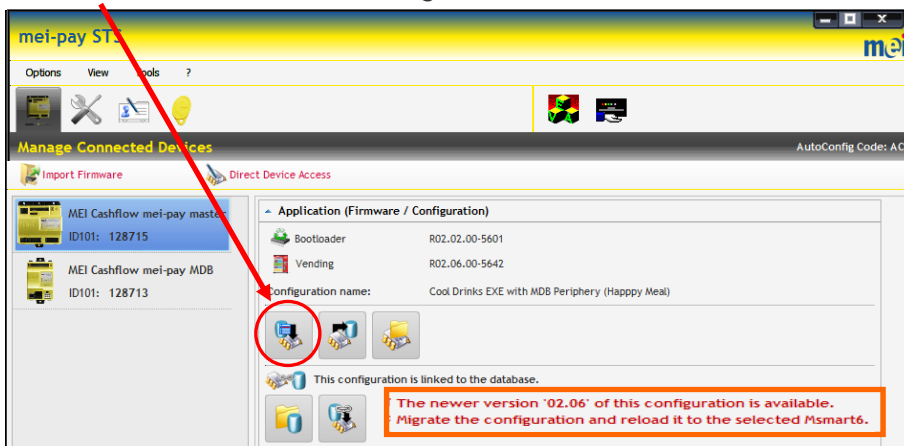 mei-pay STS
mei
Options View Tools ?
Manage Connected Devices
AutoConfig Code: AC
Import Firmware
Direct Device Access
MEI Cashflow mei-pay master
ID101: 128715
MEI Cashflow mei-pay MDB
ID101: 128713
Application (Firmware / Configuration)
Bootloader R02.02.00-5601
Vending R02.06.00-5642
Configuration name: Cool Drinks EXE with MDB Periphery (Happpy Meal)
This configuration is linked to the database.
The newer version '02.06' of this configuration is available.
Migrate the configuration and reload it to the selected Msmart6.